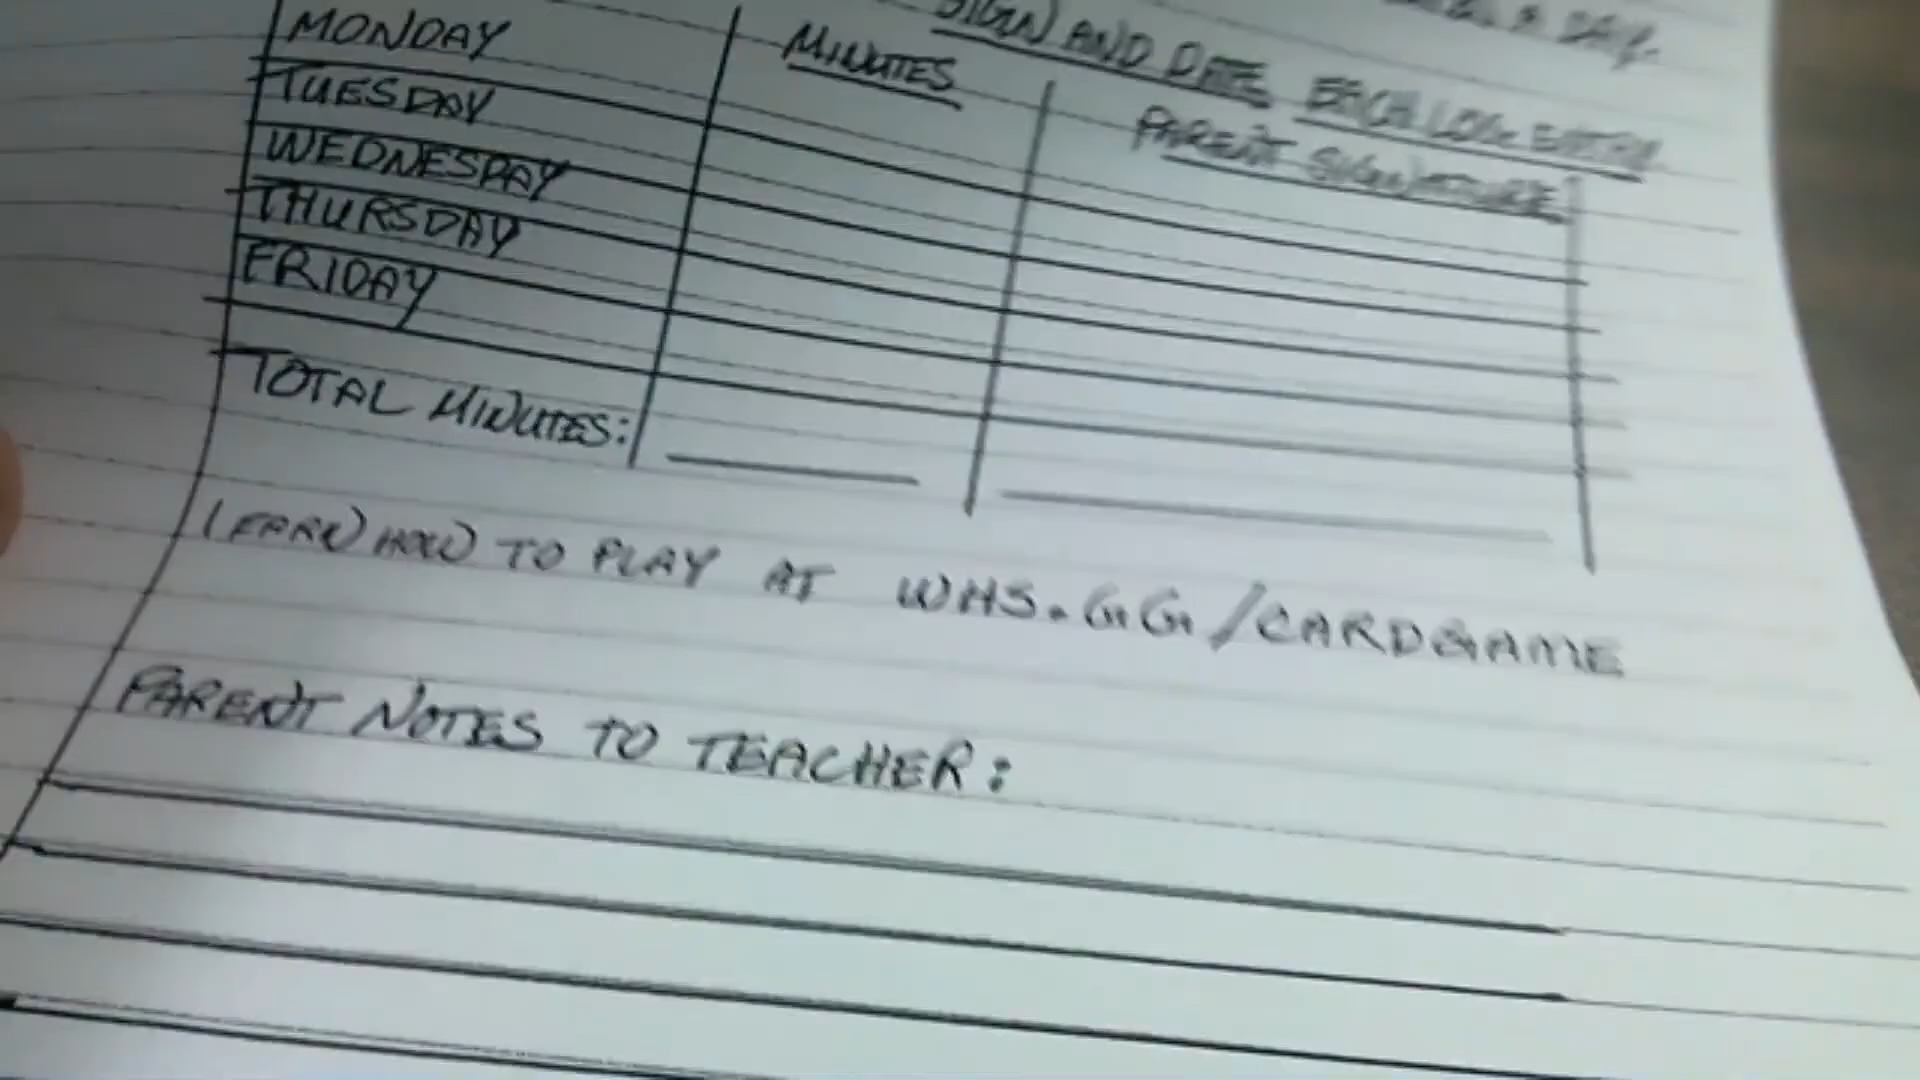 DAY.
SIGN AND DATE EACH LOG ENTRY
MINUTES
PARENT SIGNATURE
MONDAY
TUESDAY
WEDNESDAY
THURSDAY
FRIDAY
TOTAL MINUTES:
HOW TO PLAY AT WHS.GG/CARDGAME
PARENT NOTES TO TEACHER: